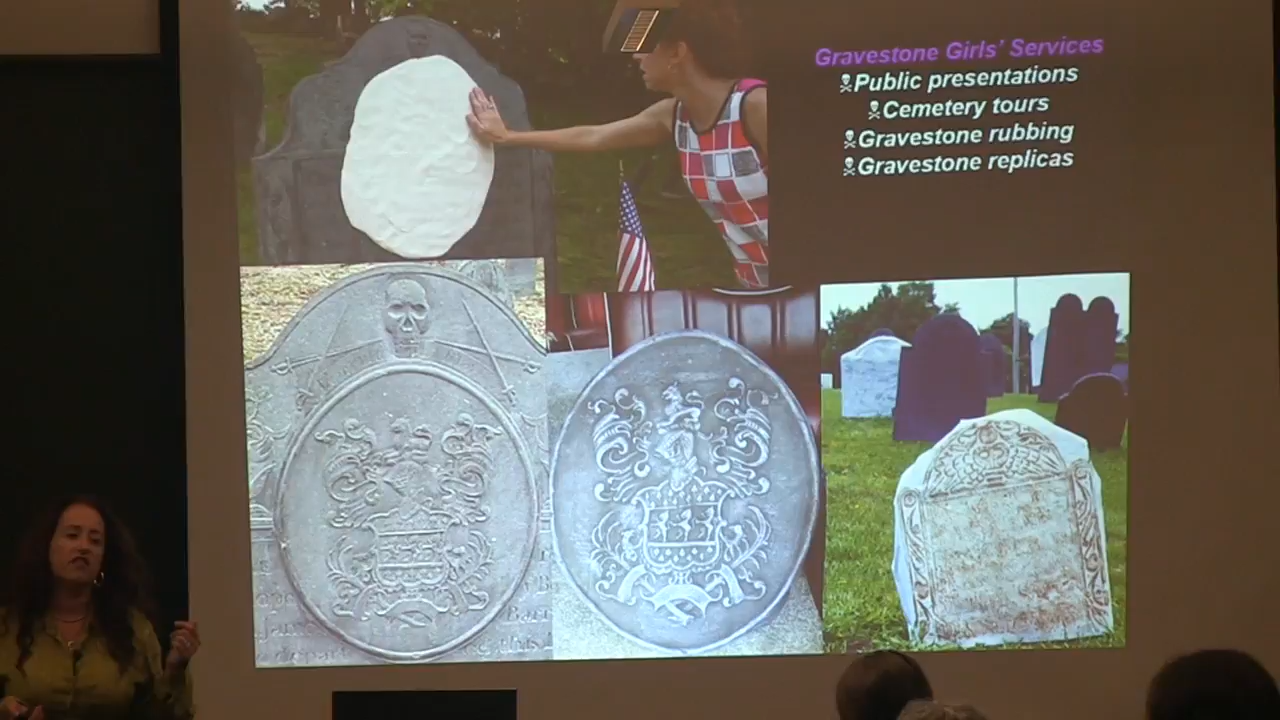 Gravestone Girls' Services
Public presentations
Cemetery tours
Gravestone rubbing
Gravestone replicas